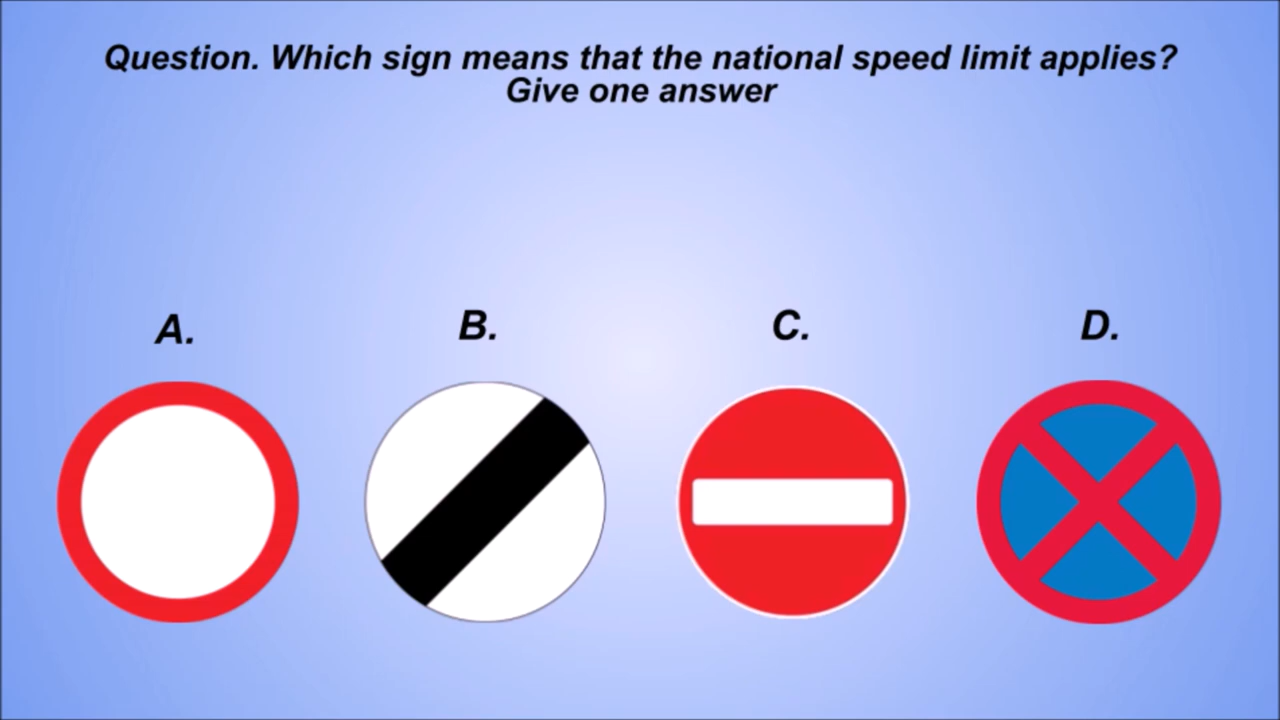 Question. Which sign means that the national speed limit applies?
Give one answer
A. B. C. D.